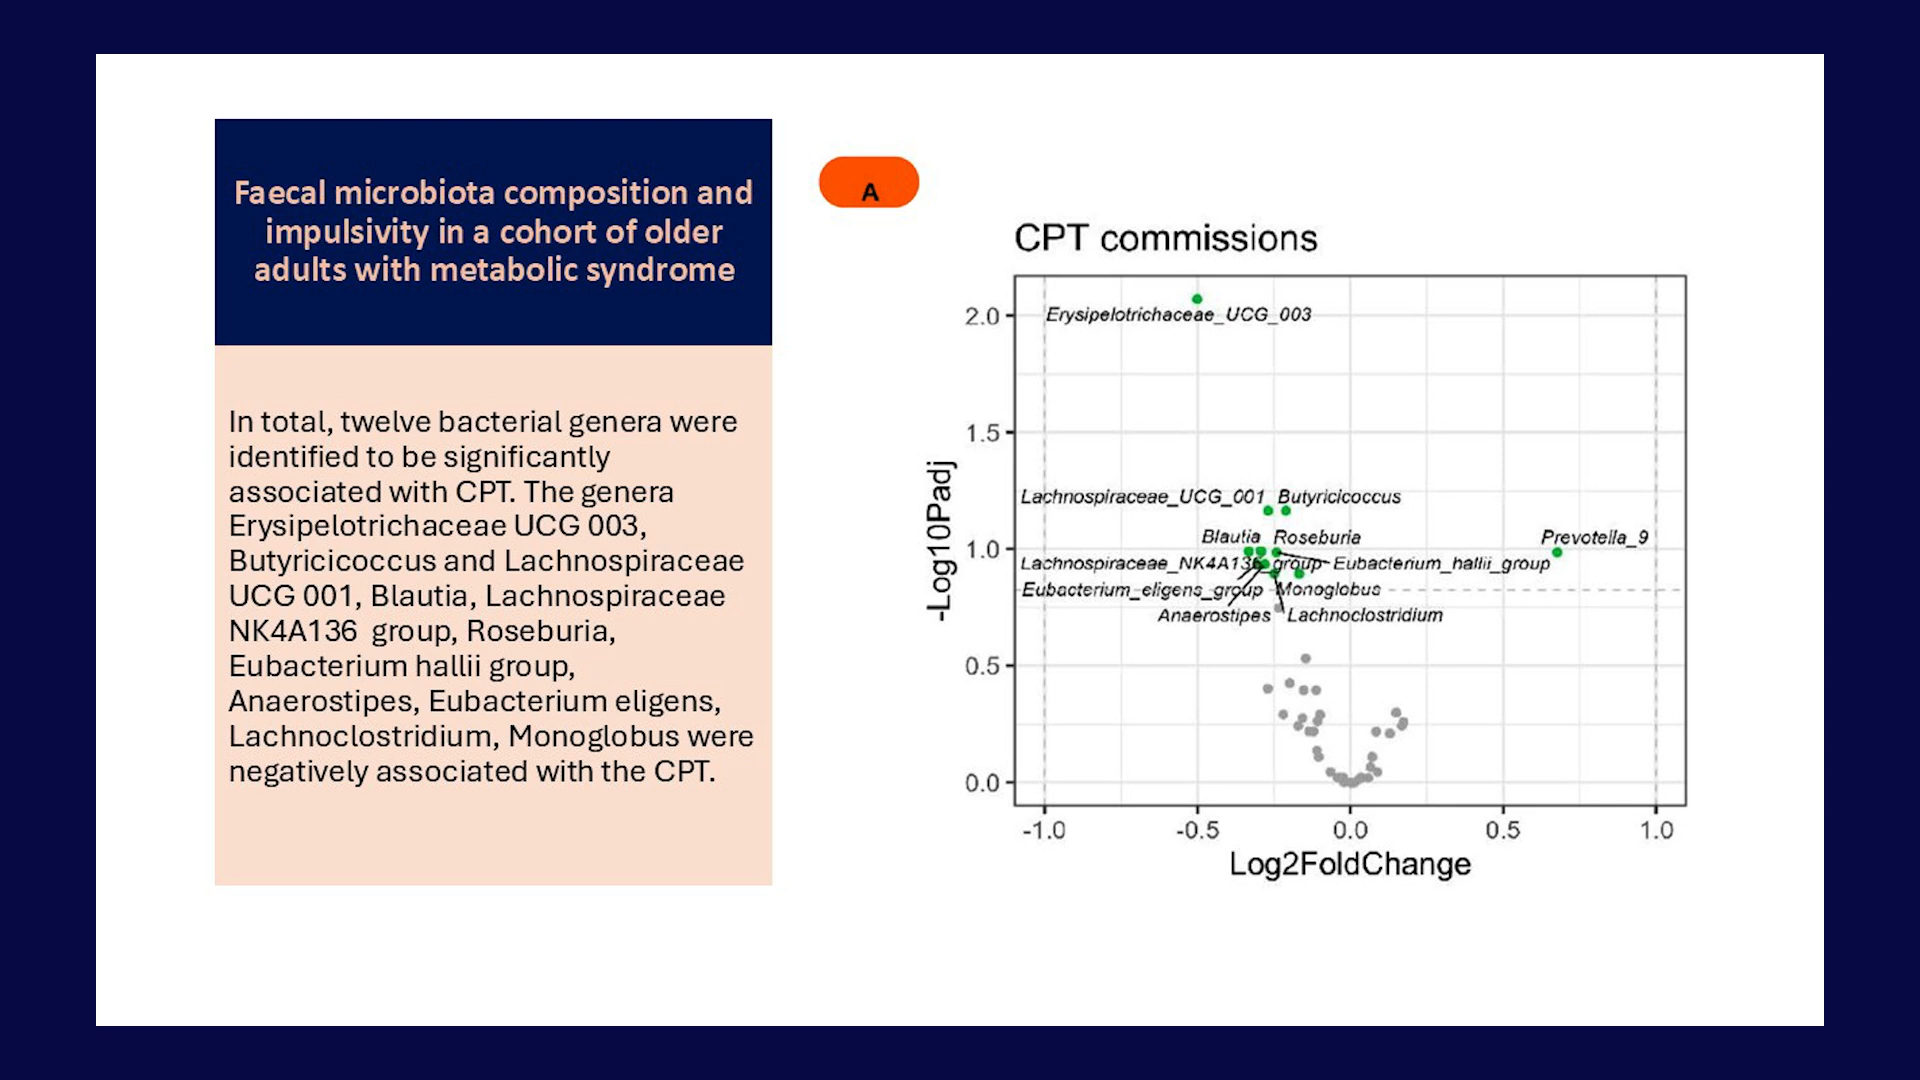 Faecal microbiota composition and
impulsivity in a cohort of older
adults with metabolic syndrome
In total, twelve bacterial genera were
identified to be significantly
associated with CPT. The genera
Erysipelotrichaceae UCG 003,
Butyricicoccus and Lachnospiraceae
UCG 001, Blautia, Lachnospiraceae
NK4A136 group, Roseburia,
Eubacterium hallii group,
Anaerostipes, Eubacterium eligens,
Lachnoclostridium, Monoglobus were
negatively associated with the CPT.
A
CPT commissions
-Log10Padj
2.0
1.5
1.0
0.5
0.0
Erysipelotrichaceae_UCG_003
Lachnospiraceae_UCG_001 Butyricicoccus
Blautia Roseburia Prevotella_9
Lachnospiraceae_NK4A136_group Eubacterium_hallii_group
Eubacterium_eligens_group Monoglobus
Anaerostipes Lachnoclostridium
-1.0 -0.5 0.0 0.5 1.0
Log2FoldChange